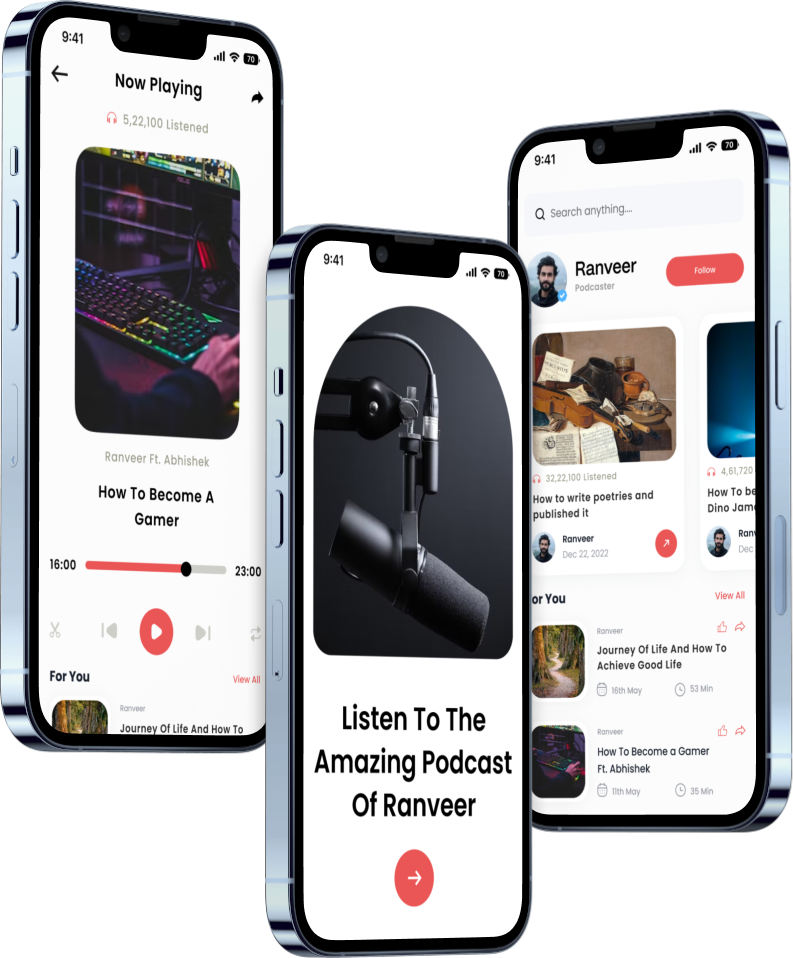 9:41
70
Now Playing
5,22,100 Listened
Ranveer Ft. Abhishek
How To Become A
Gamer
16:00
23:00
For You
View All
Ranveer
Journey Of Life And How To
9:41
70
Listen To The
Amazing Podcast
Of Ranveer
9:41
70
Search anything....
Ranveer
Podcaster
Follow
32,22,100 Listened
How to write poetries and
published it
Ranveer
Dec 22, 2022
4,61,720
How To be
Dino Jam
Ranv
Dec
or You
View All
Ranveer
Journey Of Life And How To
Achieve Good Life
16th May
53 Min
Ranveer
How To Become a Gamer
Ft. Abhishek
11th May
35 Min